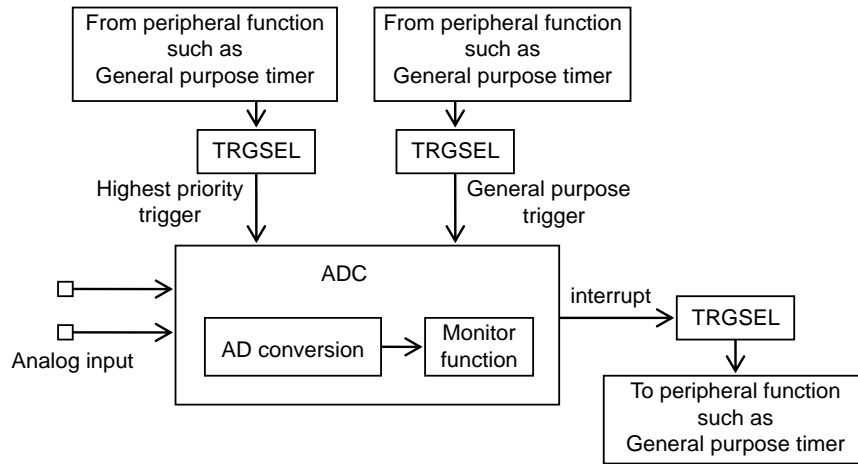 From peripheral function
such as
General purpose timer
From peripheral function
such as
General purpose timer
TRGSEL
TRGSEL
Highest priority
trigger
General purpose
trigger
ADC
interrupt
TRGSEL
AD conversion
Monitor
function
Analog input
To peripheral function
such as
General purpose timer